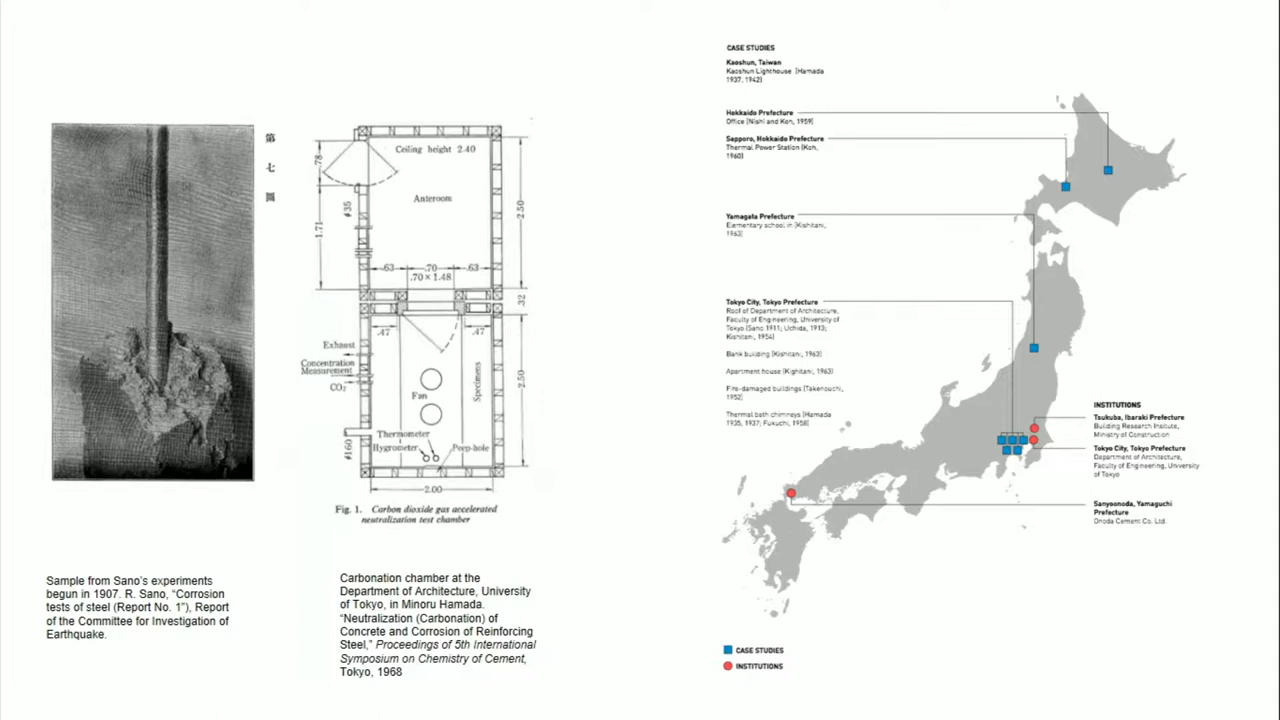 第
七
圖
Ceiling height 2.40
.78
Anteroom
ø35
1.71
2.50
.63
.70
.63
.70 × 1.48
.32
.47
.47
Exhaust
Concentration
Measurement
CO₂
Fan
Specimens
2.50
Thermometer
Hygrometer
Peep-hole
ø160
2.00
Fig. 1. Carbon dioxide gas accelerated
neutralization test chamber
Sample from Sano's experiments
begun in 1907. R. Sano, “Corrosion
tests of steel (Report No. 1”), Report
of the Committee for Investigation of
Earthquake.
Carbonation chamber at the
Department of Architecture, University
of Tokyo, in Minoru Hamada.
“Neutralization (Carbonation) of
Concrete and Corrosion of Reinforcing
Steel,” Proceedings of 5th International
Symposium on Chemistry of Cement,
Tokyo, 1968
CASE STUDIES
Kaoshun, Taiwan
Kaoshun Lighthouse (Hamada
1937, 1942)
Hokkaido Prefecture
Office (Nishi and Koh, 1959)
Sapporo, Hokkaido Prefecture
Thermal Power Station (Koh,
1960)
Yamagata Prefecture
Elementary school in (Kishitani,
1963)
Tokyo City, Tokyo Prefecture
Roof of Department of Architecture,
Faculty of Engineering, University of
Tokyo (Sano 1911; Uchida, 1913;
Kishitani, 1954)
Bank building (Kishitani, 1963)
Apartment house (Kighitani, 1963)
Fire-damaged buildings (Takenouchi,
1952)
Thermal bath chimneys (Hamada
1935, 1937; Fukuchi, 1958)
INSTITUTIONS
Tsukuba, Ibaraki Prefecture
Building Research Insitute,
Ministry of Construction
Tokyo City, Tokyo Prefecture
Department of Architecture,
Faculty of Engineering, University
of Tokyo
Sanyoonoda, Yamaguchi
Prefecture
Onoda Cement Co. Ltd.
CASE STUDIES
INSTITUTIONS